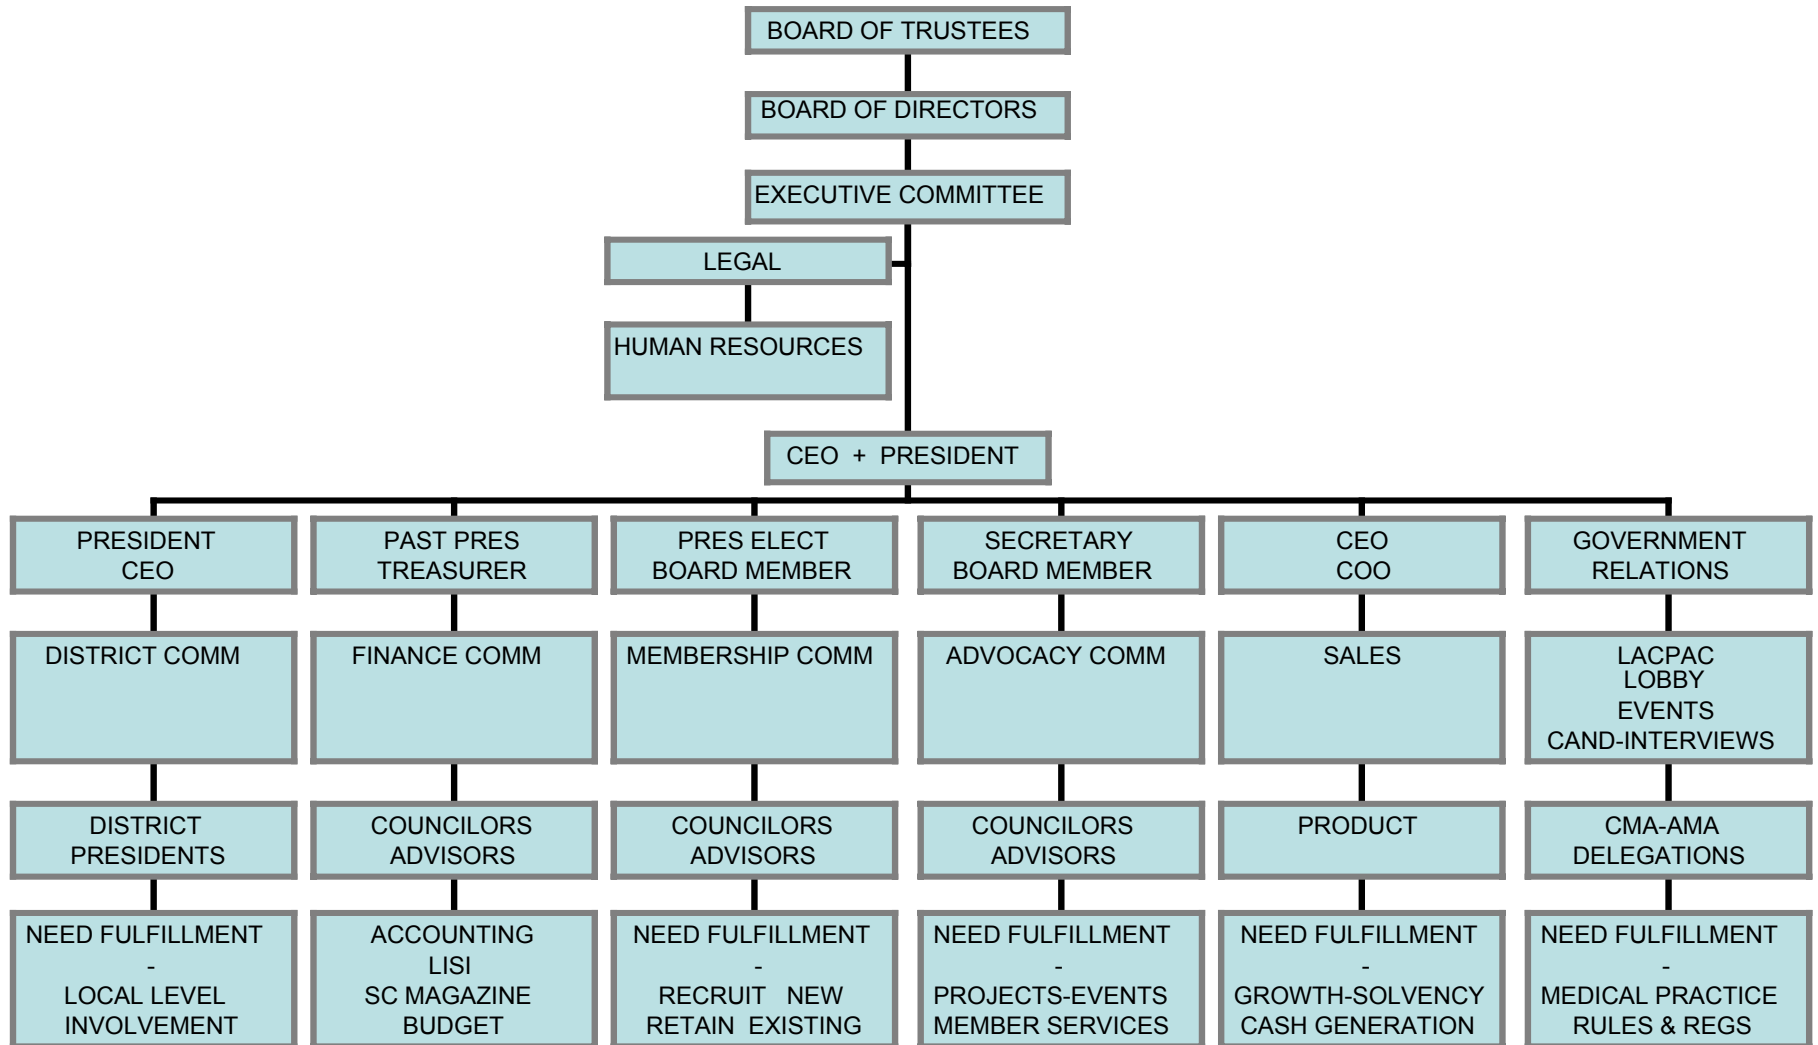 BOARD OF TRUSTEES
BOARD OF DIRECTORS
EXECUTIVE COMMITTEE
LEGAL
HUMAN RESOURCES
CEO + PRESIDENT
PRESIDENT
CEO
PAST PRES
TREASURER
PRES ELECT
BOARD MEMBER
SECRETARY
BOARD MEMBER
CEO
COO
GOVERNMENT
RELATIONS
DISTRICT COMM
FINANCE COMM
MEMBERSHIP COMM
ADVOCACY COMM
SALES
LACPAC
LOBBY
EVENTS
CAND-INTERVIEWS
DISTRICT
PRESIDENTS
COUNCILORS
ADVISORS
COUNCILORS
ADVISORS
COUNCILORS
ADVISORS
PRODUCT
CMA-AMA
DELEGATIONS
NEED FULFILLMENT
-
LOCAL LEVEL
INVOLVEMENT
ACCOUNTING
LISI
SC MAGAZINE
BUDGET
NEED FULFILLMENT
-
RECRUIT NEW
RETAIN EXISTING
NEED FULFILLMENT
-
PROJECTS-EVENTS
MEMBER SERVICES
NEED FULFILLMENT
-
GROWTH-SOLVENCY
CASH GENERATION
NEED FULFILLMENT
-
MEDICAL PRACTICE
RULES & REGS